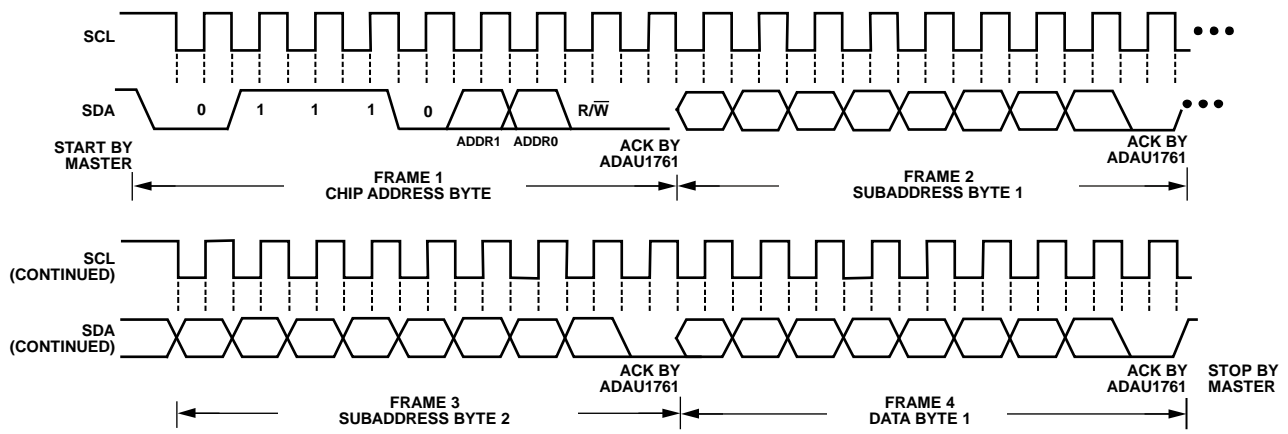 SCL
SDA
0 1 1 1 0 R/W̅
ADDR1 ADDR0
START BY
MASTER
ACK BY
ADAU1761
ACK BY
ADAU1761
FRAME 1
CHIP ADDRESS BYTE
FRAME 2
SUBADDRESS BYTE 1
SCL
(CONTINUED)
SDA
(CONTINUED)
ACK BY
ADAU1761
ACK BY
ADAU1761
STOP BY
MASTER
FRAME 3
SUBADDRESS BYTE 2
FRAME 4
DATA BYTE 1